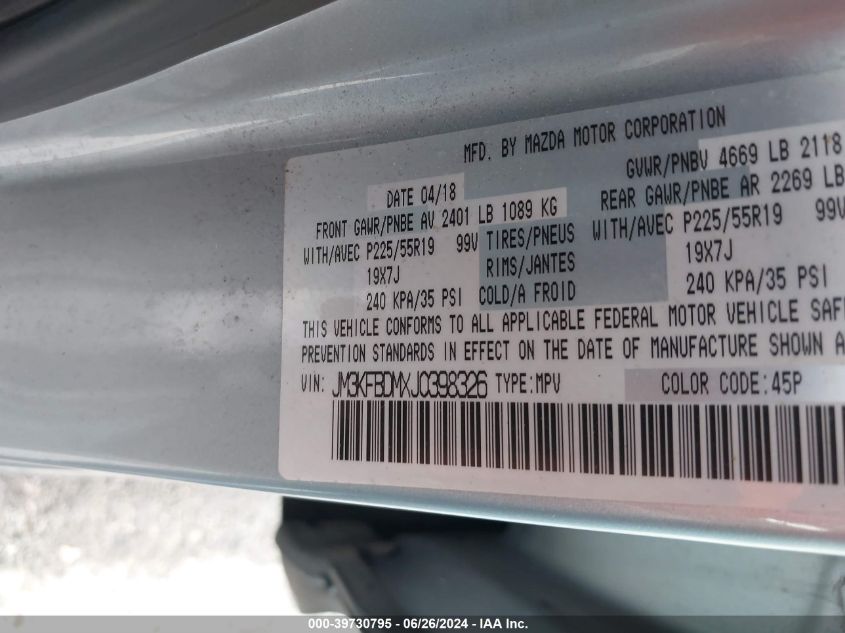 MFD. BY MAZDA MOTOR CORPORATION
DATE 04/18 GVWR/PNBV 4669 LB 2118
FRONT GAWR/PNBE AV 2401 LB 1089 KG REAR GAWR/PNBE AR 2269 LB
WITH/AVEC P225/55R19 99V TIRES/PNEUS WITH/AVEC P225/55R19 99V
19X7J RIMS/JANTES 19X7J
240 KPA/35 PSI COLD/A FROID 240 KPA/35 PSI
THIS VEHICLE CONFORMS TO ALL APPLICABLE FEDERAL MOTOR VEHICLE SAF
PREVENTION STANDARDS IN EFFECT ON THE DATE OF MANUFACTURE SHOWN A
VIN: JM3KFBDMXJ0398326 TYPE:MPV COLOR CODE:45P
000-39730795 - 06/26/2024 - IAA Inc.